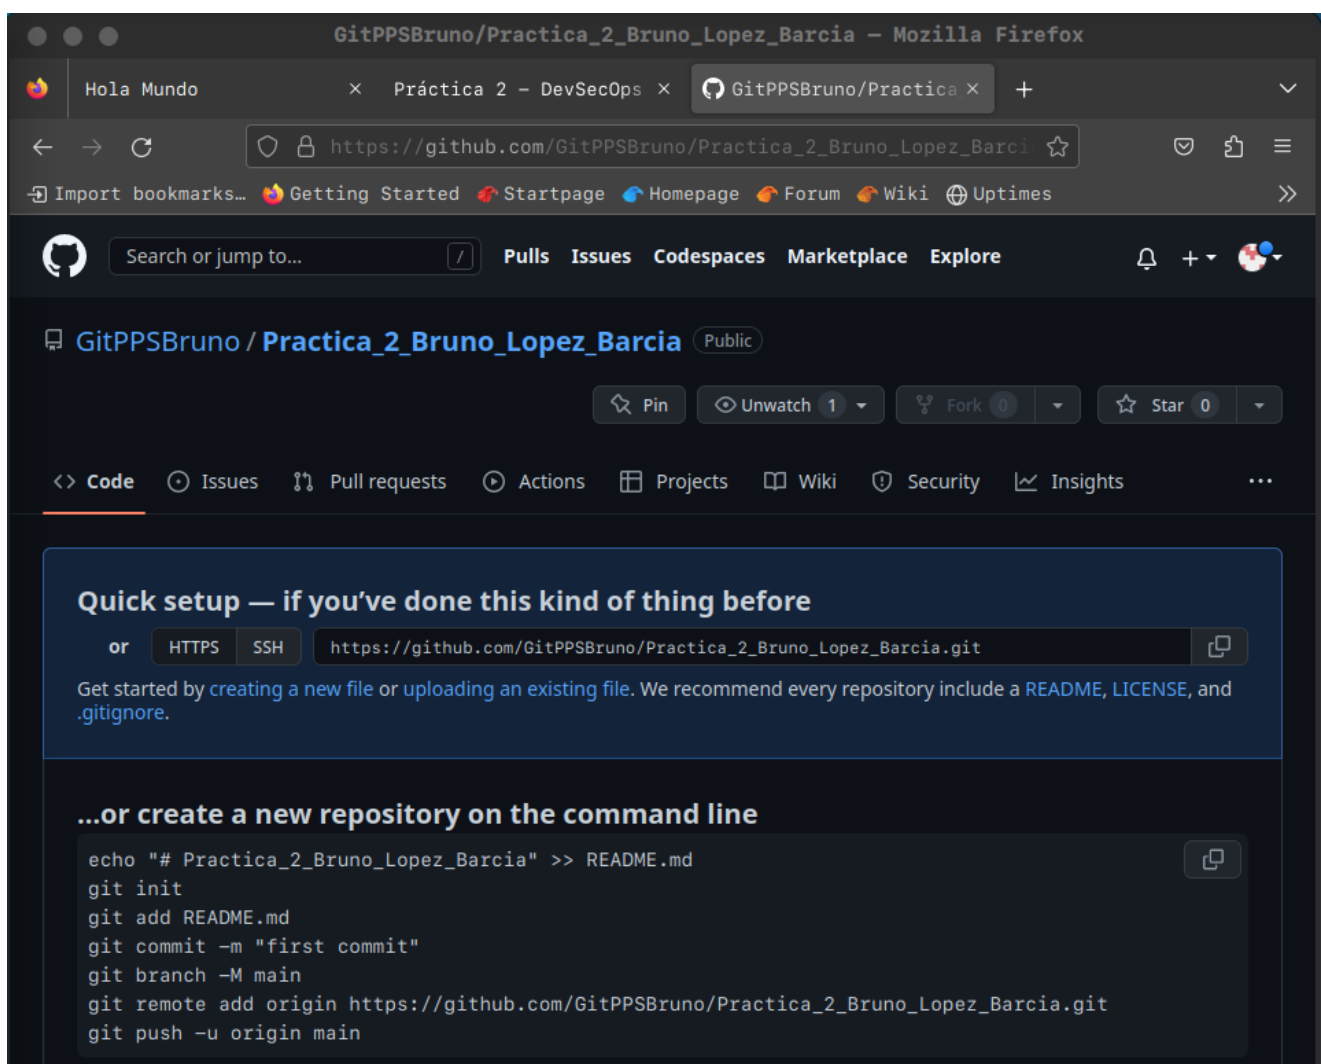 GitPPSBruno/Practica_2_Bruno_Lopez_Barcia — Mozilla Firefox
Hola Mundo × Práctica 2 – DevSecOps × GitPPSBruno/Practica × +
https://github.com/GitPPSBruno/Practica_2_Bruno_Lopez_Barci
Import bookmarks… Getting Started Startpage Homepage Forum Wiki Uptimes
Search or jump to... / Pulls Issues Codespaces Marketplace Explore
GitPPSBruno / Practica_2_Bruno_Lopez_Barcia Public
Pin Unwatch 1 Fork 0 Star 0
<> Code Issues Pull requests Actions Projects Wiki Security Insights ...
Quick setup — if you’ve done this kind of thing before
or HTTPS SSH https://github.com/GitPPSBruno/Practica_2_Bruno_Lopez_Barcia.git
Get started by creating a new file or uploading an existing file. We recommend every repository include a README, LICENSE, and
.gitignore.
…or create a new repository on the command line
echo "# Practica_2_Bruno_Lopez_Barcia" >> README.md
git init
git add README.md
git commit -m "first commit"
git branch -M main
git remote add origin https://github.com/GitPPSBruno/Practica_2_Bruno_Lopez_Barcia.git
git push -u origin main